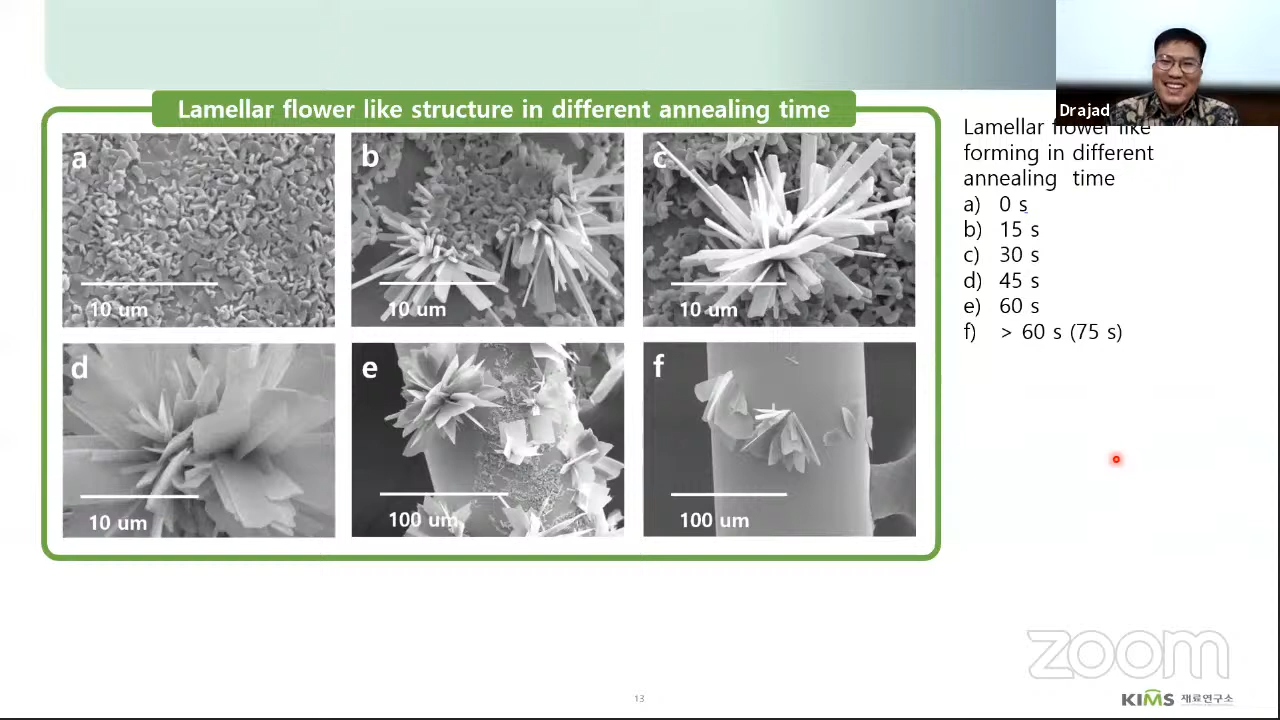 Drajad
Lamellar flower like structure in different annealing time
a
10 um
b
10 um
c
10 um
d
10 um
e
100 um
f
100 um
Lamellar flower like
forming in different
annealing time
a) 0 s
b) 15 s
c) 30 s
d) 45 s
e) 60 s
f) > 60 s (75 s)
zoom
13
KIMS 재료연구소